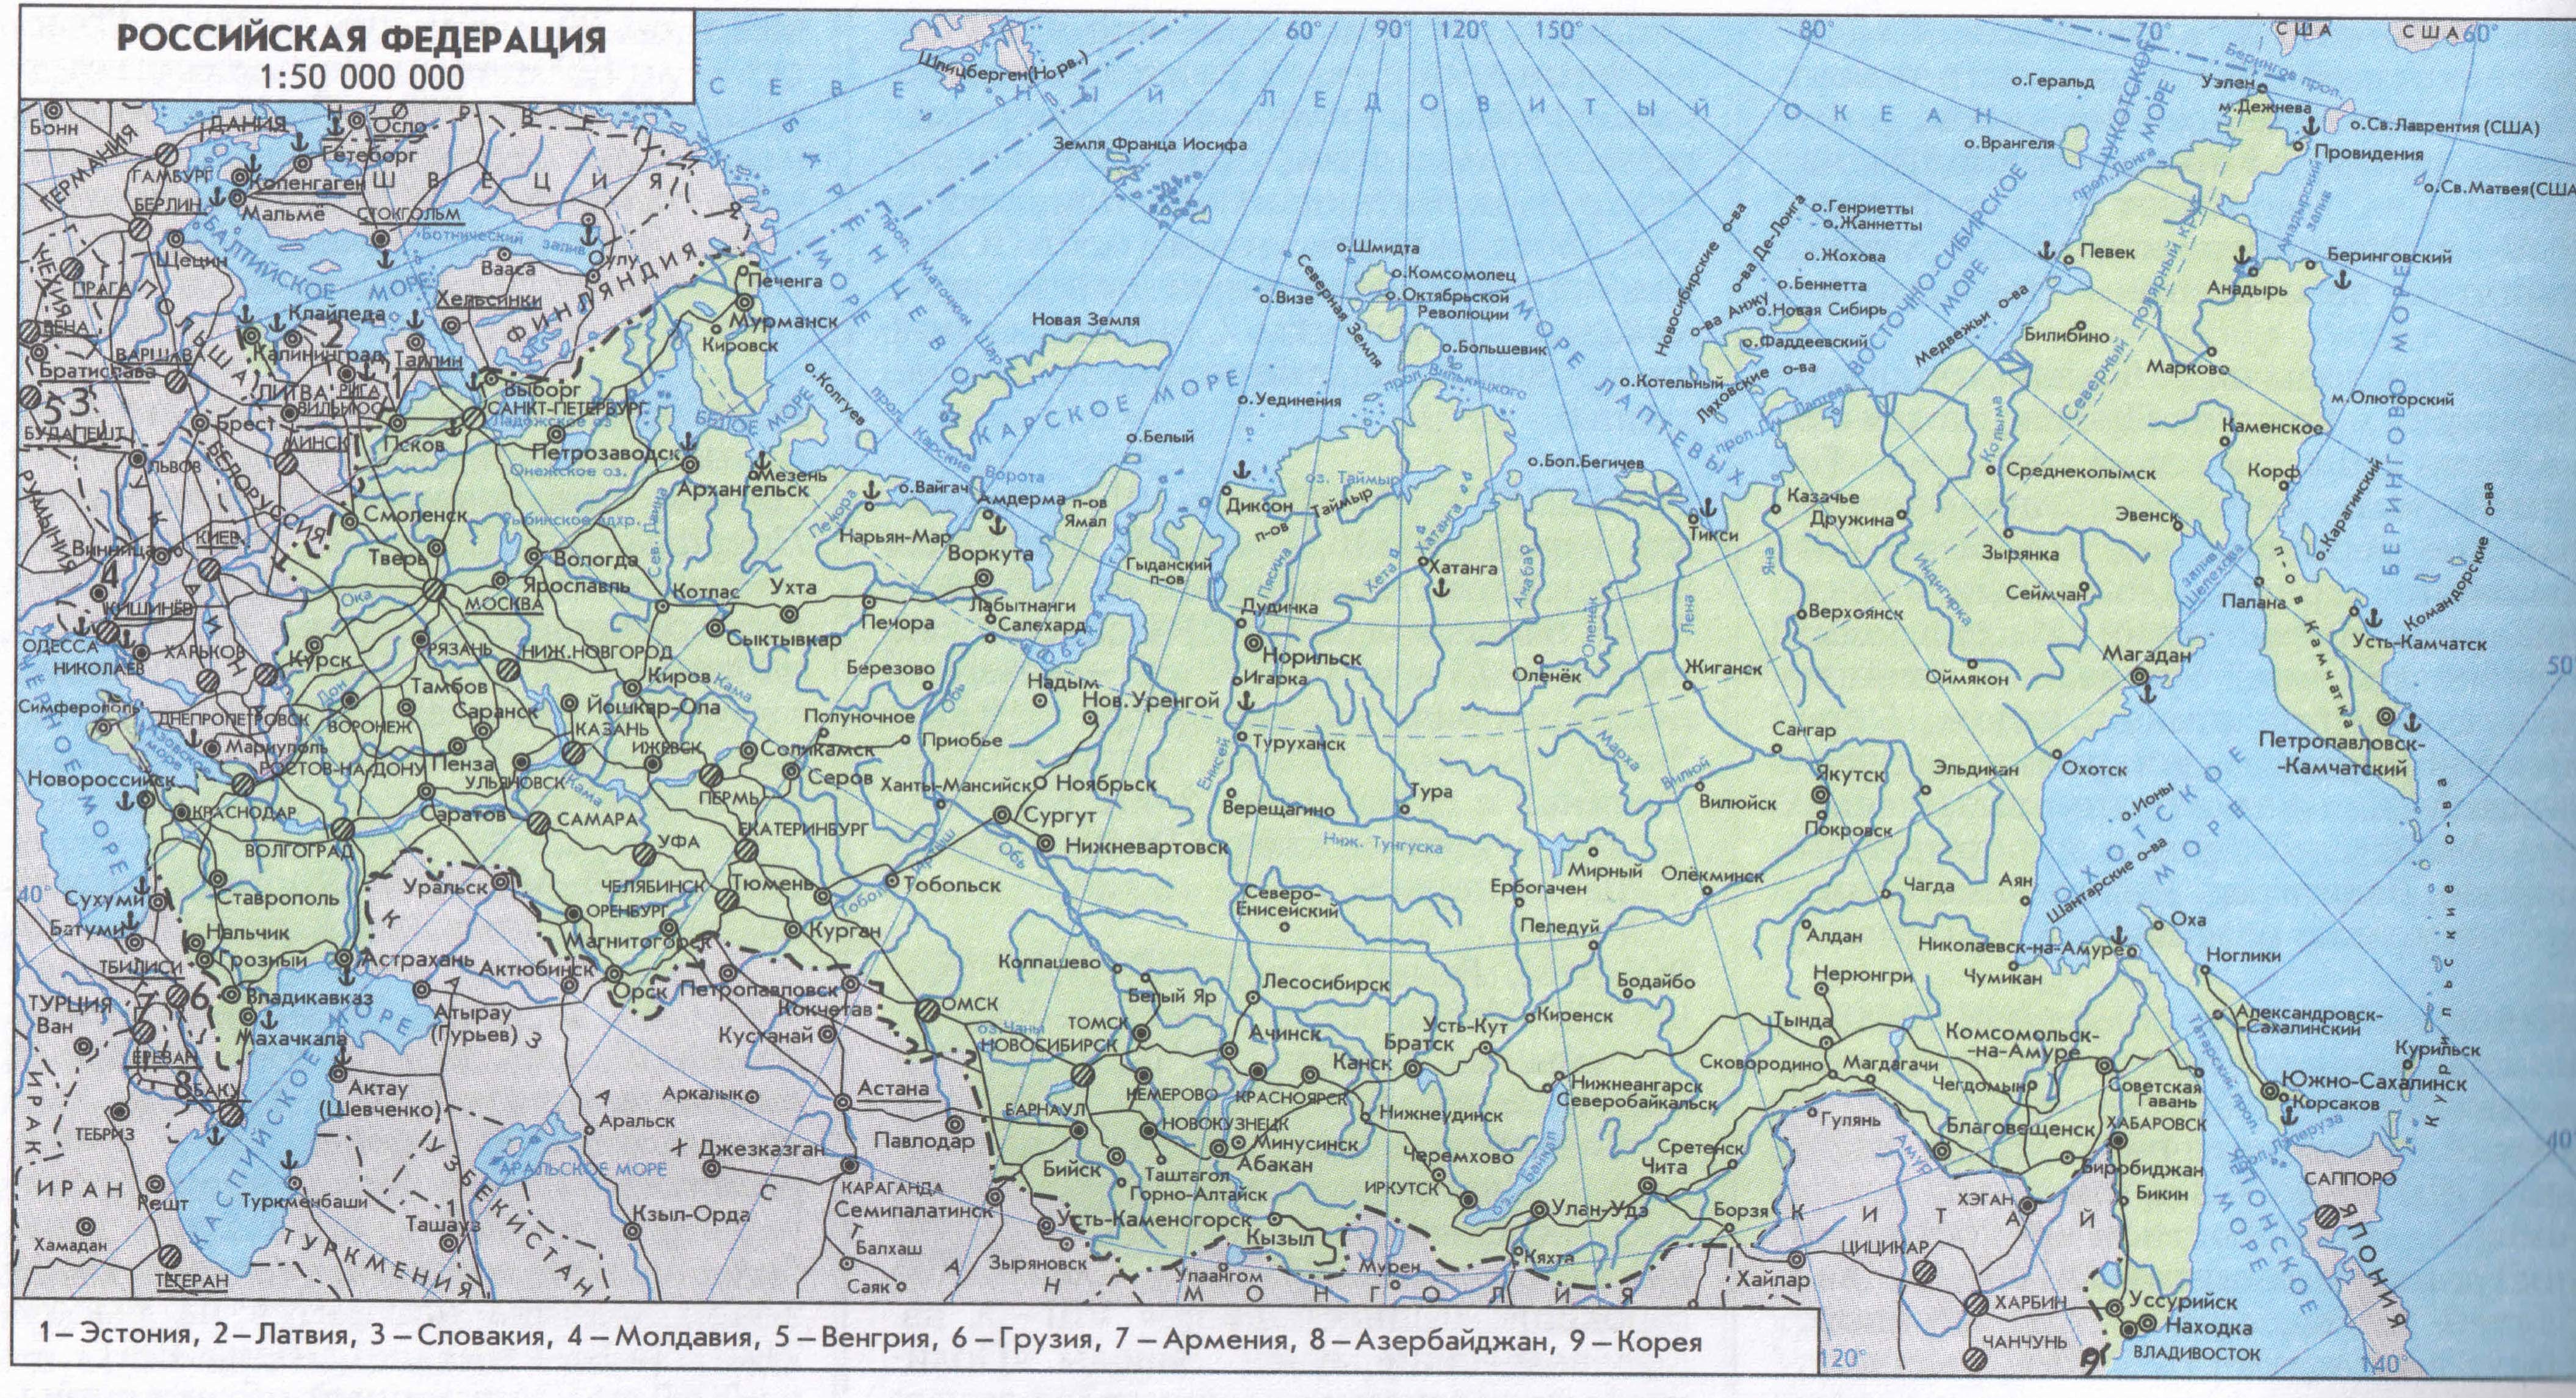 РОССИЙСКАЯ ФЕДЕРАЦИЯ
1:50 000 000
60°
90°
120°
150°
80°
70°
60°
США
США
Шпицберген(Норв.)
СЕВЕРНЫЙ ЛЕДОВИТЫЙ ОКЕАН
Берингов прол.
о.Геральд
Уэлен
м.Дежнева
о.Св.Лаврентия (США)
Провидения
о.Св.Матвея(США
о.Врангеля
прол.Лонга
ЧУКОТСКОЕ МОРЕ
Анадырский залив
Бонн
ДАНИЯ
Осло
НОРВЕГИЯ
Гётеборг
ГЕРМАНИЯ
ГАМБУРГ
Копенгаген
ШВЕЦИЯ
БЕРЛИН
Мальмё
СТОКГОЛЬМ
Ботнический залив
БАЛТИЙСКОЕ МОРЕ
Щецин
Вааса
Оулу
ЧЕХИЯ
ПРАГА
ПОЛЬША
Хельсинки
ФИНЛЯНДИЯ
Клайпеда
2
ВЕНА
ВАРШАВА
Калининград
Таллин
1
Братислава
ЛИТВА
РИГА
Выборг
5
3
ВИЛЬНЮС
САНКТ-ПЕТЕРБУРГ
Ладожское оз.
БУДАПЕШТ
Брест
МИНСК
Псков
Петрозаводск
Онежское оз.
ЛЬВОВ
БЕЛОРУССИЯ
РУМЫНИЯ
Печенга
Мурманск
Кировск
БЕЛОЕ МОРЕ
БАРЕНЦЕВО МОРЕ
прол. Маточкин Шар
Земля Франца Иосифа
Новая Земля
о.Колгуев
прол. Карские Ворота
КАРСКОЕ МОРЕ
о.Белый
о.Уединения
о.Визе
о.Шмидта
о.Комсомолец
о.Октябрьской Революции
о.Большевик
Северная Земля
прол. Вилькицкого
МОРЕ ЛАПТЕВЫХ
Новосибирские о-ва
о-ва Де-Лонга
о.Генриетты
о.Жаннетты
о.Жохова
о.Беннетта
о-ва Анжу
о.Новая Сибирь
о.Фаддеевский
о.Котельный
Ляховские о-ва
прол.Дм.Лаптева
ВОСТОЧНО-СИБИРСКОЕ МОРЕ
Медвежьи о-ва
Певек
Билибино
Анадырь
Беринговский
Марково
Северный полярный круг
м.Олюторский
БЕРИНГОВО МОРЕ
Каменское
Корф
о.Карагинский
Командорские о-ва
Архангельск
Мезень
о.Вайгач
Амдерма
п-ов Ямал
Диксон
оз. Таймыр
п-ов Таймыр
о.Бол.Бегичев
Тикси
Казачье
Дружина
Среднеколымск
Колыма
Эвенск
Смоленск
Рыбинское вдхр.
Сев.Двина
Печора
Нарьян-Мар
Воркута
Гыданский п-ов
Пясина
Хета
Хатанга
Хатанга
Анабар
Оленёк
Лена
Яна
Индигирка
Зырянка
залив Шелехова
Винница
КИЕВ
Тверь
Вологда
4
КИШИНЁВ
УКРАИНА
Ока
МОСКВА
Ярославль
Котлас
Ухта
Лабытнанги
Салехард
Обская губа
Печора
Сыктывкар
Дудинка
Норильск
Верхоянск
Сеймчан
Палана
п-ов Камчатка
Усть-Камчатск
ОДЕССА
НИКОЛАЕВ
ХАРЬКОВ
Курск
РЯЗАНЬ
НИЖ.НОВГОРОД
Киров
Березово
Обь
Надым
Нов.Уренгой
Игарка
Оленёк
Жиганск
Оймякон
Магадан
50
Симферополь
ДНЕПРОПЕТРОВСК
Дон
Тамбов
ВОРОНЕЖ
Саранск
Йошкар-Ола
Кама
КАЗАНЬ
Полуночное
Приобье
Туруханск
Енисей
Марха
Вилюй
Сангар
Якутск
Эльдикан
Охотск
Петропавловск-
-Камчатский
Мариуполь
Азовское море
РОСТОВ-НА-ДОНУ
Пенза
УЛЬЯНОВСК
Кама
ИЖЕВСК
Соликамск
Серов
Ханты-Мансийск
Ноябрьск
Верещагино
Тура
Вилюйск
Новороссийск
ЧЁРНОЕ МОРЕ
КРАСНОДАР
Саратов
САМАРА
ПЕРМЬ
ЕКАТЕРИНБУРГ
Сургут
Нижневартовск
Обь
Иртыш
Ниж. Тунгуска
Покровск
о.Ионы
ОХОТСКОЕ МОРЕ
ВОЛГОГРАД
УФА
Мирный
Олёкминск
Шантарские о-ва
40°
Сухуми
Ставрополь
Уральск
ЧЕЛЯБИНСК
Тюмень
Тобол
Тобольск
Северо-
Енисейский
Ербогачен
Чагда
Аян
Батуми
Нальчик
ОРЕНБУРГ
Магнитогорск
Курган
Пеледуй
Алдан
Николаевск-на-Амуре
Оха
Ноглики
ТБИЛИСИ
Грозный
Астрахань
Актюбинск
Орск
Петропавловск
Колпашево
Белый Яр
Лесосибирск
Бодайбо
Нерюнгри
Чумикан
ТУРЦИЯ
7
6
Владикавказ
КАЗАХСТАН
Кокчетав
ОМСК
Ван
Махачкала
Атырау
(Гурьев)
Кустанай
оз.Чаны
НОВОСИБИРСК
ТОМСК
Ачинск
Усть-Кут
Киренск
Тында
Комсомольск-
-на-Амуре
Татарский прол.
Александровск-
-Сахалинский
ЕРЕВАН
8
БАКУ
КАСПИЙСКОЕ МОРЕ
Актау
(Шевченко)
Аркалык
Астана
Братск
Канск
Сковородино
Магдагачи
Чегдомын
Советская
Гавань
Южно-Сахалинск
Корсаков
Курильск
Курильские о-ва
ИРАК
ТЕБРИЗ
Аральск
БАРНАУЛ
КЕМЕРОВО
КРАСНОЯРСК
Нижнеангарск
Северобайкальск
Нижнеудинск
Гулянь
Амур
Благовещенск
ХАБАРОВСК
прол. Лаперуза
40°
Джезказган
Павлодар
НОВОКУЗНЕЦК
Минусинск
Абакан
Черемхово
Сретенск
Чита
Биробиджан
ИРАН
Решт
Туркменбаши
АРАЛЬСКОЕ МОРЕ
УЗБЕКИСТАН
КАРАГАНДА
Бийск
Таштагол
Горно-Алтайск
ИРКУТСК
оз. Байкал
ХЭГАН
Бикин
САППОРО
Ташауз
Кзыл-Орда
Семипалатинск
Усть-Каменогорск
Кызыл
Улан-Удэ
Борзя
КИТАЙ
ЯПОНСКОЕ МОРЕ
ЯПОНИЯ
Хамадан
ТЕГЕРАН
ТУРКМЕНИЯ
Балхаш
Саяк
Зыряновск
Улаангом
Мурен
Кяхта
Хайлар
ЦИЦИКАР
МОНГОЛИЯ
ХАРБИН
Уссурийск
Находка
ЧАНЧУНЬ
9
ВЛАДИВОСТОК
120°
140°
1–Эстония, 2–Латвия, 3–Словакия, 4–Молдавия, 5–Венгрия, 6–Грузия, 7–Армения, 8–Азербайджан, 9–Корея